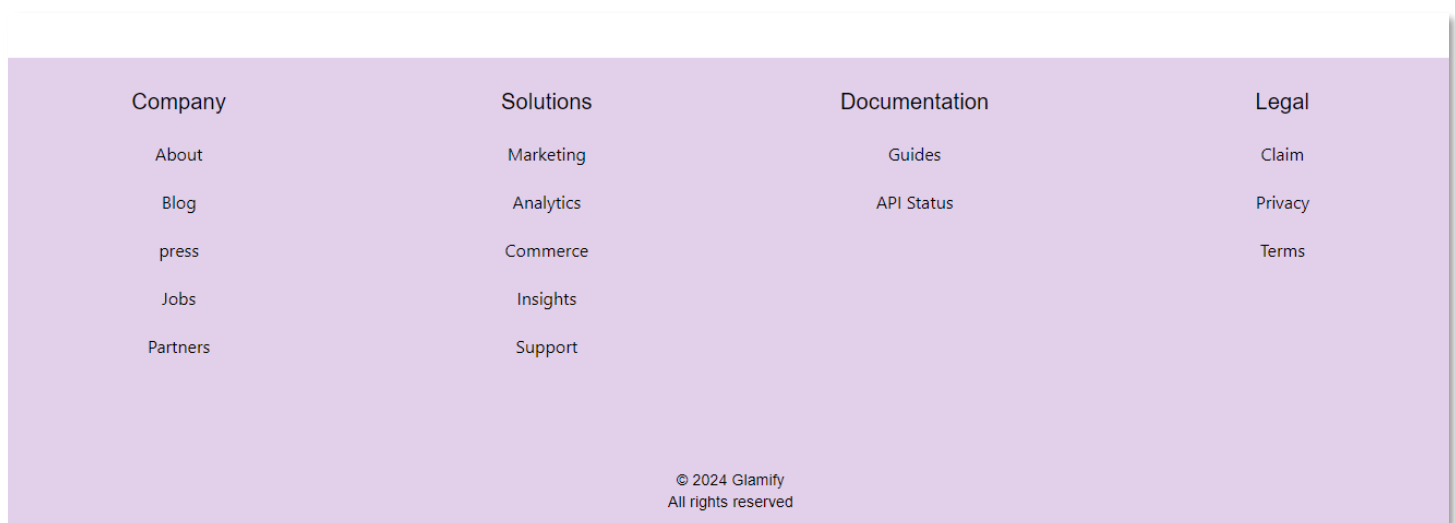 Company
About
Blog
press
Jobs
Partners
Solutions
Marketing
Analytics
Commerce
Insights
Support
Documentation
Guides
API Status
Legal
Claim
Privacy
Terms
© 2024 Glamify
All rights reserved